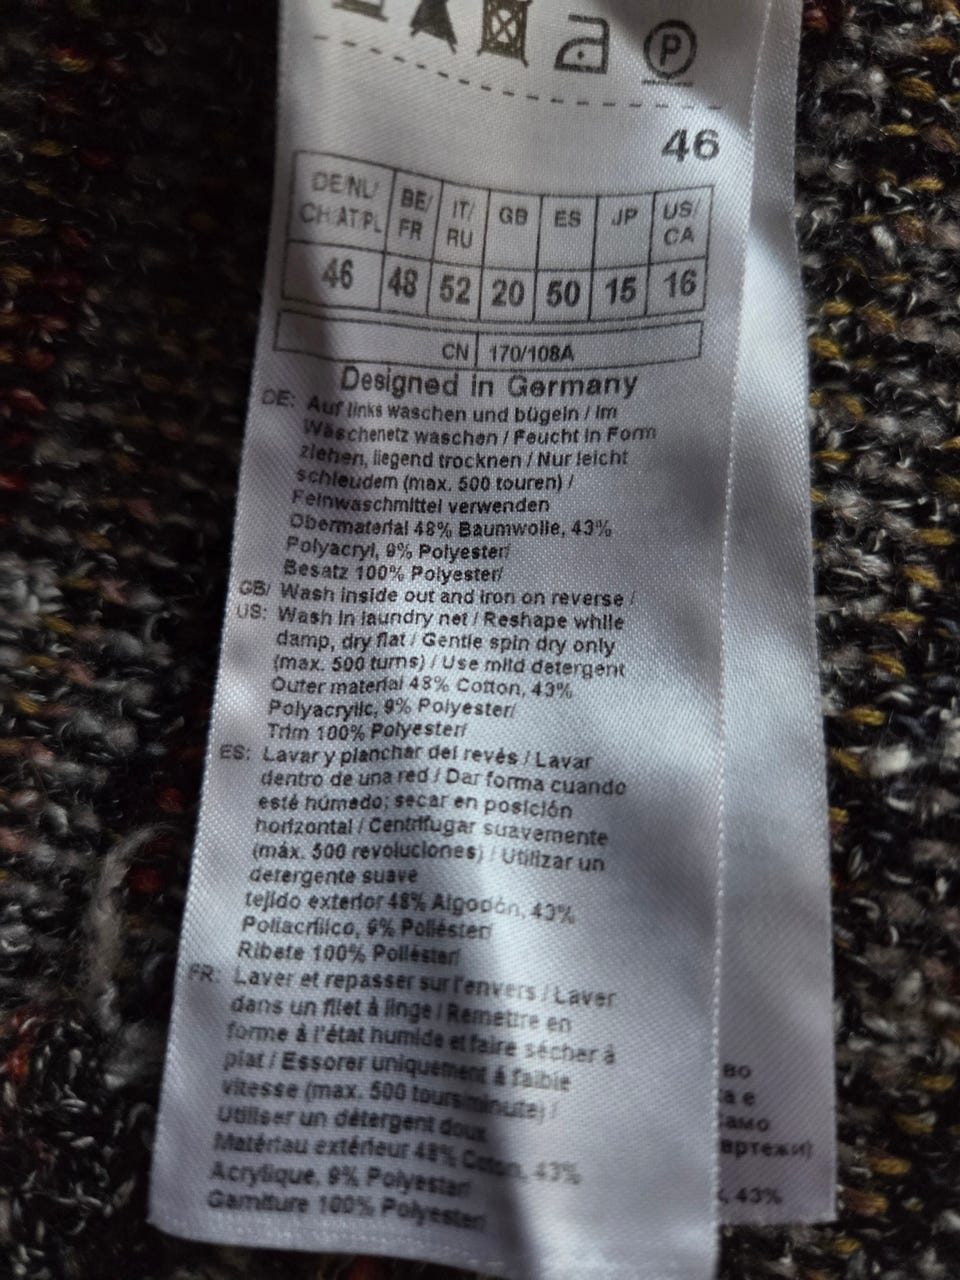 P
46
DE/NL/ CH/AT/PL BE/ FR IT/ RU GB ES JP US/ CA
46 48 52 20 50 15 16
CN 170/108A
Designed in Germany
DE: Auf links waschen und bügeln / Im
Wäschenetz waschen / Feucht in Form
ziehen, liegend trocknen / Nur leicht
schleudern (max. 500 touren) /
Feinwaschmittel verwenden
Obermaterial 48% Baumwolle, 43%
Polyacryl, 9% Polyester/
Besatz 100% Polyester/
GB/ Wash inside out and iron on reverse /
US: Wash in laundry net / Reshape while
damp, dry flat / Gentle spin dry only
(max. 500 turns) / Use mild detergent
Outer material 48% Cotton, 43%
Polyacrylic, 9% Polyester/
Trim 100% Polyester/
ES: Lavar y planchar del revés / Lavar
dentro de una red / Dar forma cuando
esté húmedo; secar en posición
horizontal / Centrifugar suavemente
(máx. 500 revoluciones) / Utilizar un
detergente suave
tejido exterior 48% Algodón, 43%
Poliacrílico, 9% Poliéster/
Ribete 100% Poliéster/
FR: Laver et repasser sur l'envers / Laver
dans un filet à linge / Remettre en
forme à l'état humide et faire sécher à
plat / Essorer uniquement à faible
vitesse (max. 500 tours/minute) /
Utiliser un détergent doux
Matériau extérieur 48% Coton, 43%
Acrylique, 9% Polyester/
Garniture 100% Polyester/
во
а е
само
артежи)
, 43%